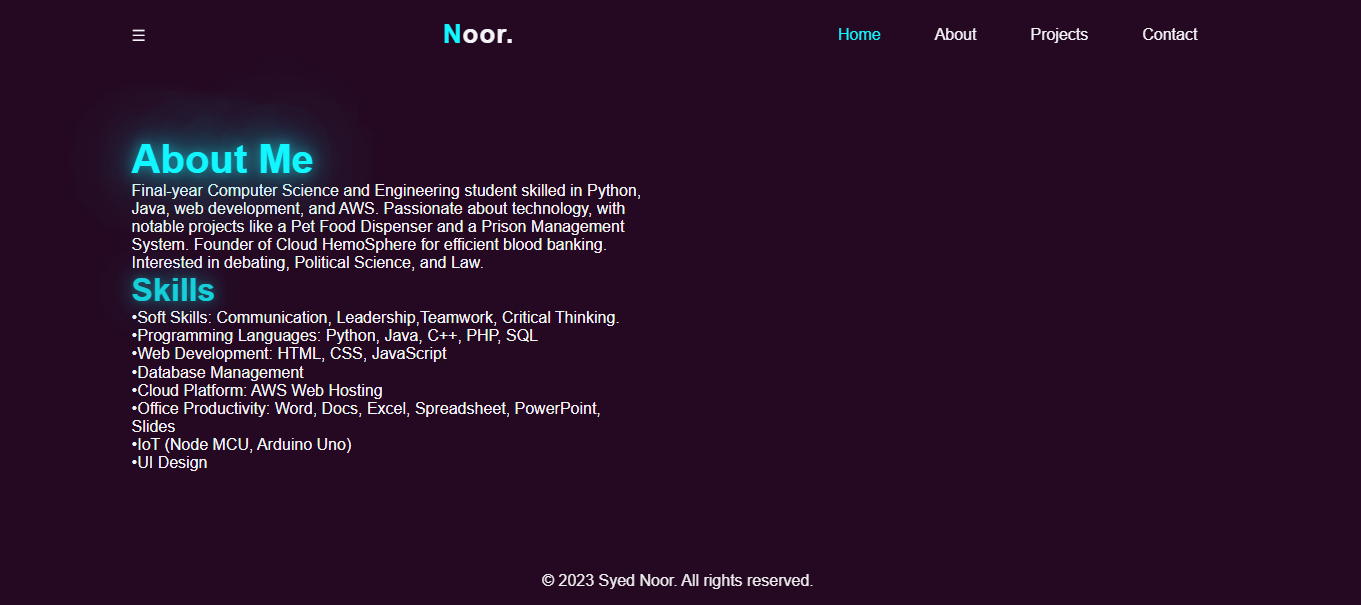 ☰ Noor. Home About Projects Contact
About Me
Final-year Computer Science and Engineering student skilled in Python,
Java, web development, and AWS. Passionate about technology, with
notable projects like a Pet Food Dispenser and a Prison Management
System. Founder of Cloud HemoSphere for efficient blood banking.
Interested in debating, Political Science, and Law.
Skills
•Soft Skills: Communication, Leadership,Teamwork, Critical Thinking.
•Programming Languages: Python, Java, C++, PHP, SQL
•Web Development: HTML, CSS, JavaScript
•Database Management
•Cloud Platform: AWS Web Hosting
•Office Productivity: Word, Docs, Excel, Spreadsheet, PowerPoint,
Slides
•IoT (Node MCU, Arduino Uno)
•UI Design
© 2023 Syed Noor. All rights reserved.